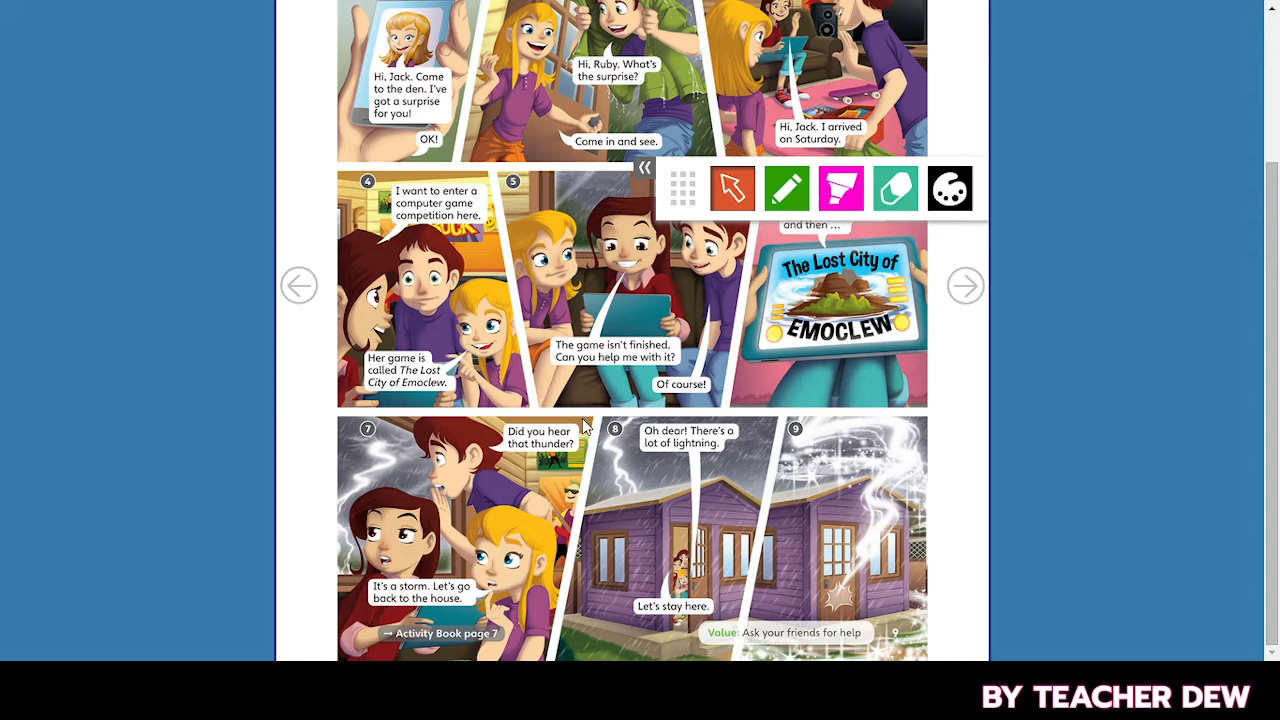 Hi, Jack. Come
to the den. I've
got a surprise
for you!
OK!
Hi, Ruby. What's
the surprise?
Come in and see.
Hi, Jack. I arrived
on Saturday.
4
I want to enter a
computer game
competition here.
Her game is
called The Lost
City of Emoclew.
5
The game isn't finished.
Can you help me with it?
Of course!
and then ...
The Lost City of
EMOCLEW
7
Did you hear
that thunder?
It's a storm. Let's go
back to the house.
→ Activity Book page 7
8
Oh dear! There's a
lot of lightning.
Let's stay here.
9
Value: Ask your friends for help
9
BY TEACHER DEW